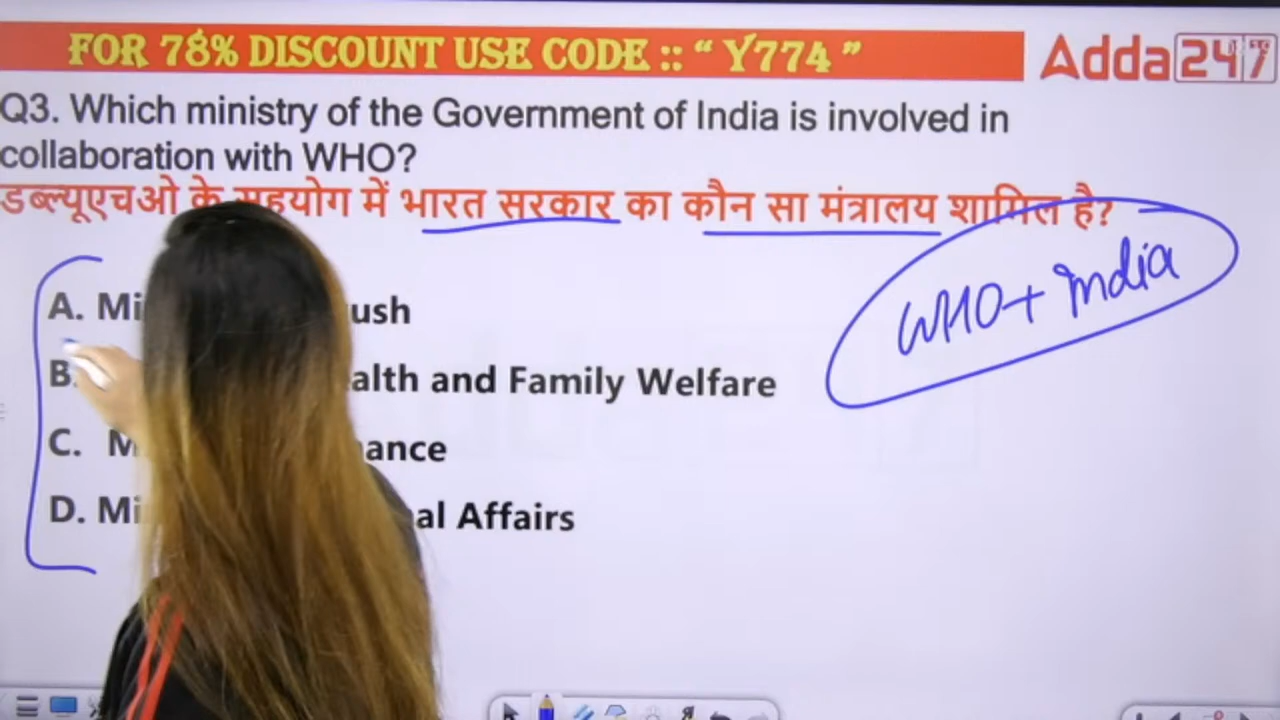 FOR 78% DISCOUNT USE CODE :: “ Y774 ”
Adda 247
Q3. Which ministry of the Government of India is involved in
collaboration with WHO?
डब्ल्यूएचओ के सहयोग में भारत सरकार का कौन सा मंत्रालय शामिल है?
WHO + India
A. Mi ush
B. alth and Family Welfare
C. M ance
D. Mi al Affairs